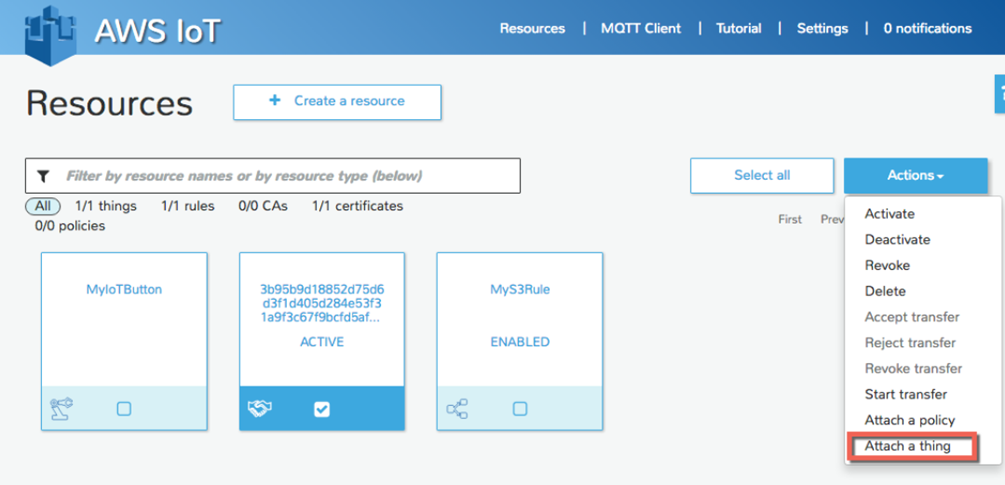 AWS IoT
Resources | MQTT Client | Tutorial | Settings | 0 notifications
Resources
+ Create a resource
Filter by resource names or by resource type (below)
Select all
Actions
All 1/1 things 1/1 rules 0/0 CAs 1/1 certificates
0/0 policies
First Prev
Activate
Deactivate
Revoke
Delete
Accept transfer
Reject transfer
Revoke transfer
Start transfer
Attach a policy
Attach a thing
MyIoTButton
3b95b9d18852d75d6
d3f1d405d284e53f3
1a9f3c67f9bcfd5af...
ACTIVE
MyS3Rule
ENABLED